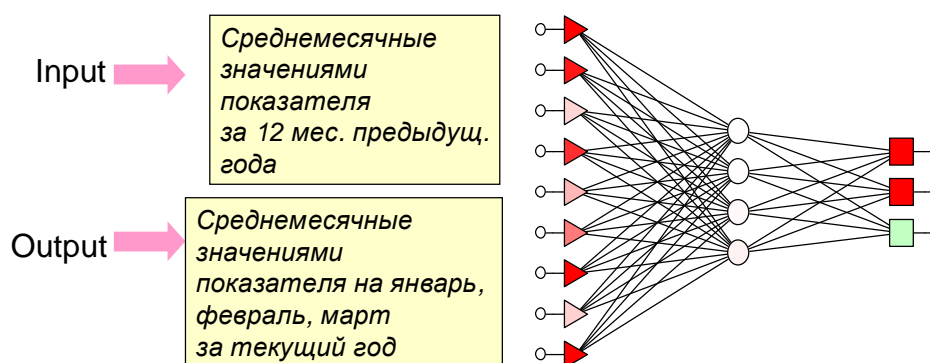 Input
Среднемесячные
значениями
показателя
за 12 мес. предыдущ.
года
Output
Среднемесячные
значениями
показателя на январь,
февраль, март
за текущий год